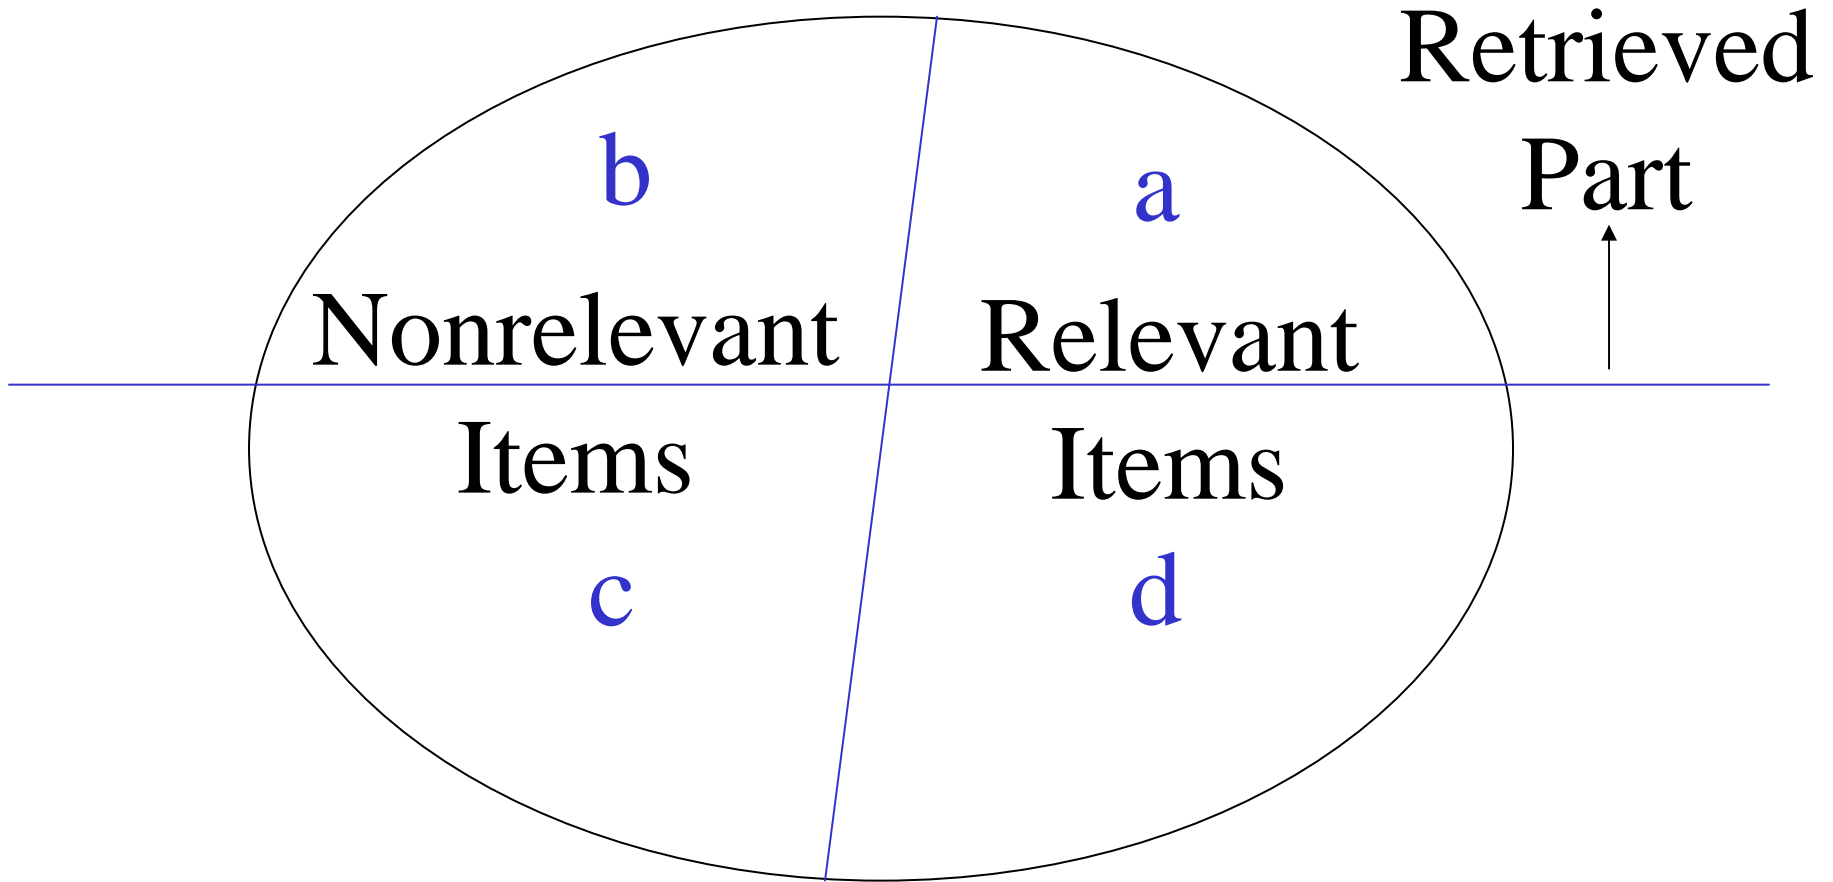 Retrieved
Part
b
a
Nonrelevant
Items
Relevant
Items
c
d